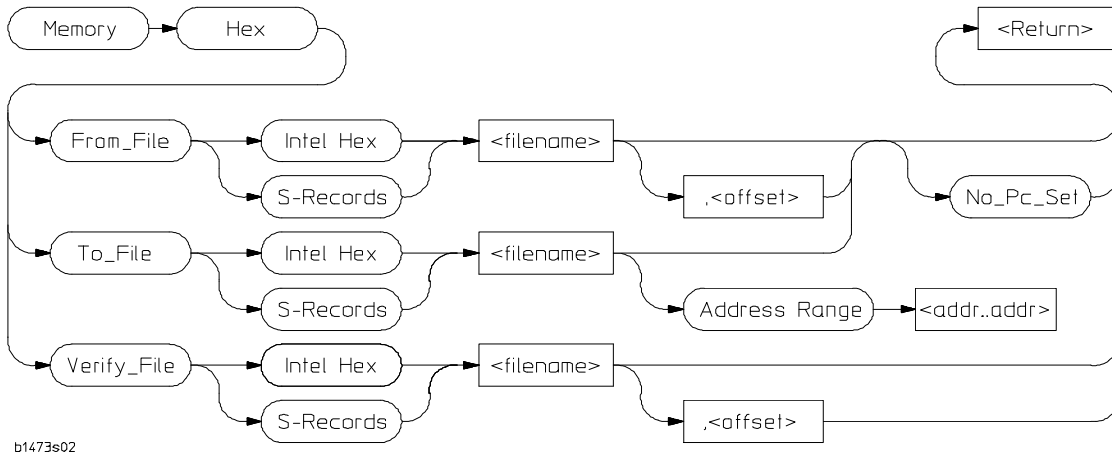 Memory Hex <Return>
From_File Intel Hex <filename>
S-Records ,<offset> No_Pc_Set
To_File Intel Hex <filename>
S-Records Address Range <addr..addr>
Verify_File Intel Hex <filename>
S-Records ,<offset>
b1473s02